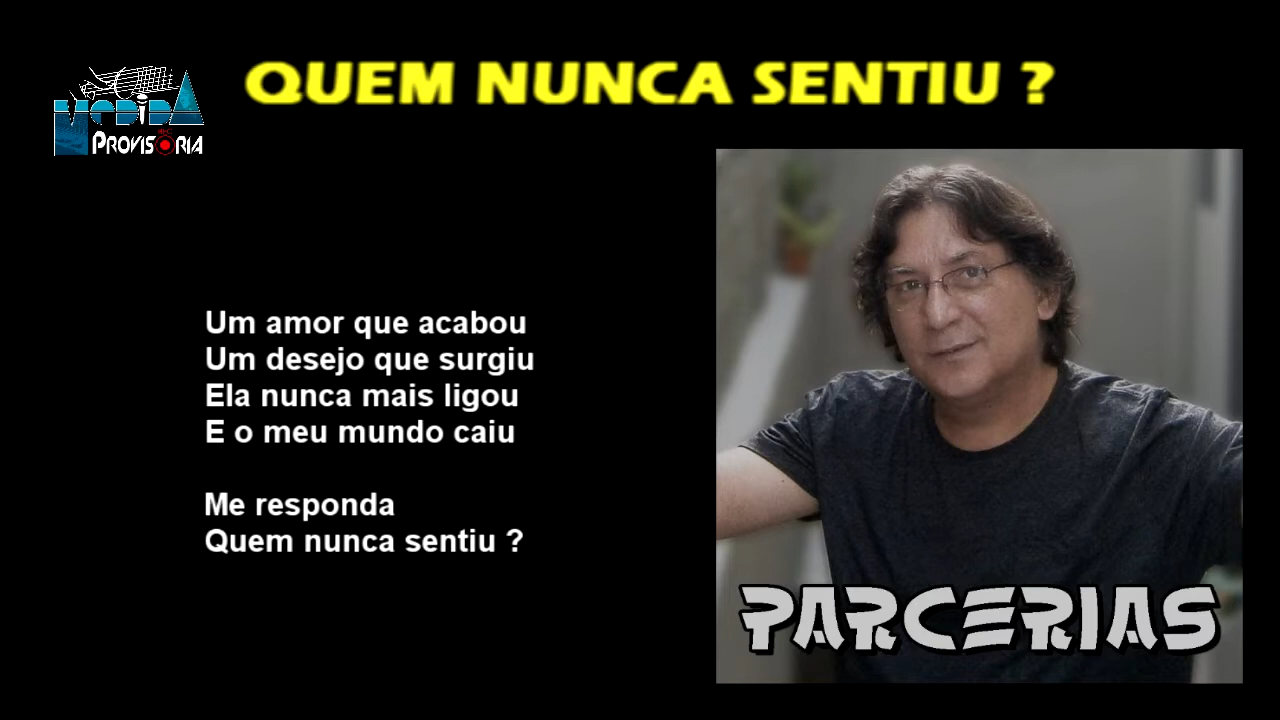 QUEM NUNCA SENTIU ?
MEDIDA
PROVISÓRIA
Um amor que acabou
Um desejo que surgiu
Ela nunca mais ligou
E o meu mundo caiu
Me responda
Quem nunca sentiu ?
PARCERIAS